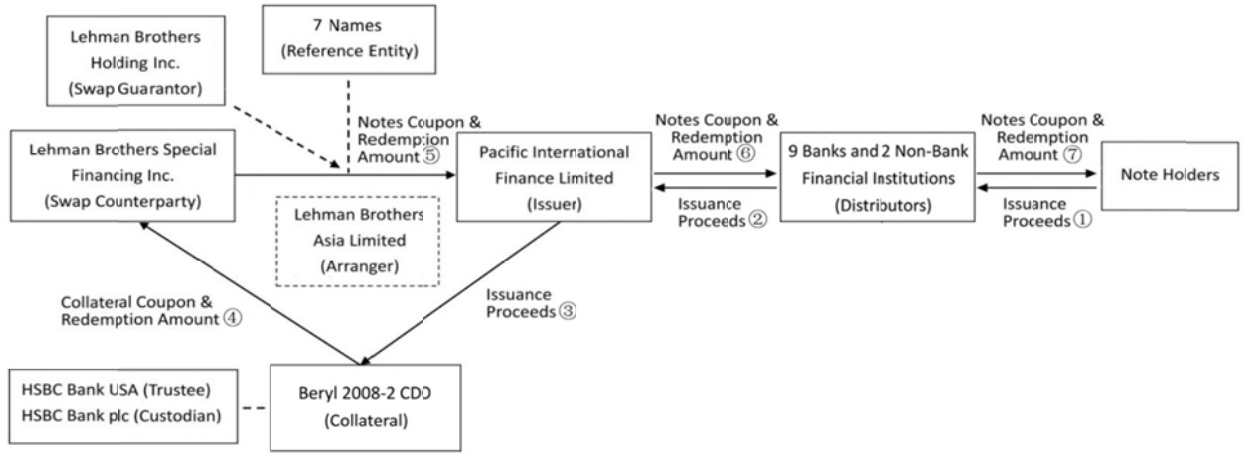 Lehman Brothers
Holding Inc.
(Swap Guarantor)
7 Names
(Reference Entity)
Lehman Brothers Special
Financing Inc.
(Swap Counterparty)
Notes Coupon &
Redemption
Amount ⑤
Pacific International
Finance Limited
(Issuer)
Notes Coupon &
Redemption
Amount ⑥
Issuance
Proceeds ②
9 Banks and 2 Non-Bank
Financial Institutions
(Distributors)
Notes Coupon &
Redemption
Amount ⑦
Issuance
Proceeds ①
Note Holders
Lehman Brothers
Asia Limited
(Arranger)
Collateral Coupon &
Redemption Amount ④
Issuance
Proceeds ③
HSBC Bank USA (Trustee)
HSBC Bank plc (Custodian)
Beryl 2008-2 CDO
(Collateral)